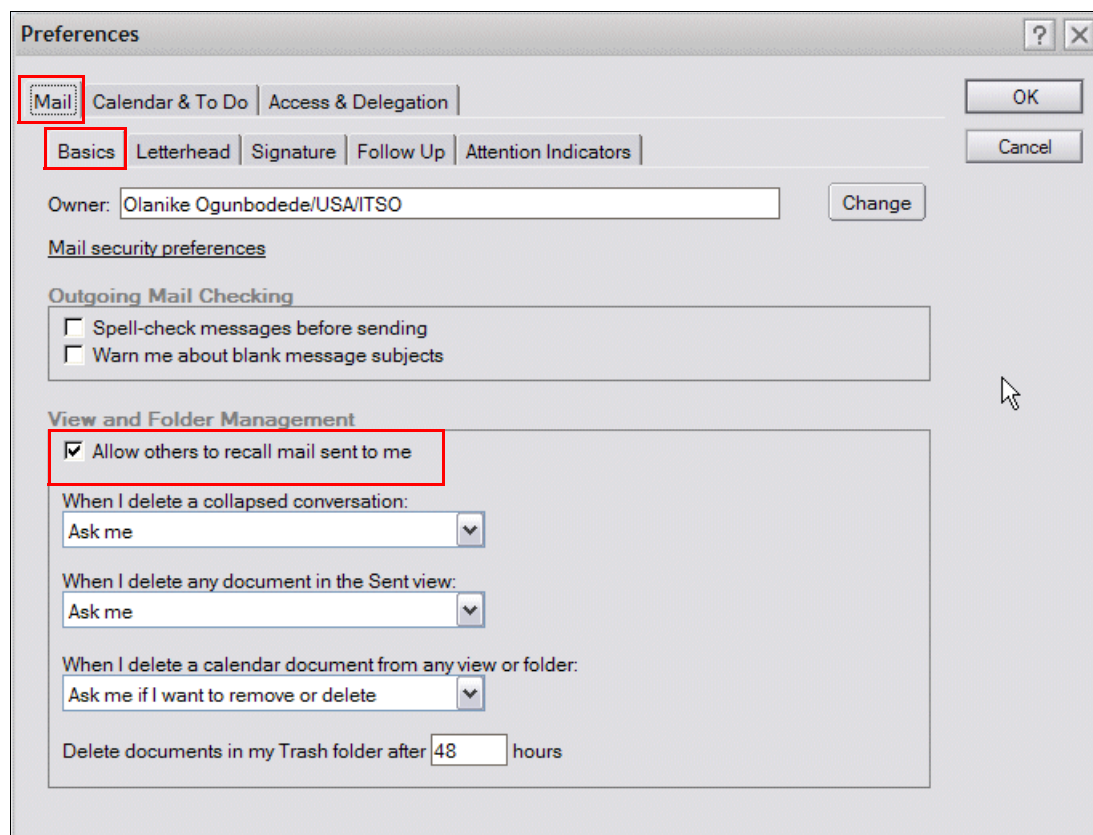 Preferences
?
Mail Calendar & To Do Access & Delegation
OK
Basics Letterhead Signature Follow Up Attention Indicators
Cancel
Owner: Olanike Ogunbodede/USA/ITSO Change
Mail security preferences
Outgoing Mail Checking
Spell-check messages before sending
Warn me about blank message subjects
View and Folder Management
Allow others to recall mail sent to me
When I delete a collapsed conversation:
Ask me
When I delete any document in the Sent view:
Ask me
When I delete a calendar document from any view or folder:
Ask me if I want to remove or delete
Delete documents in my Trash folder after 48 hours